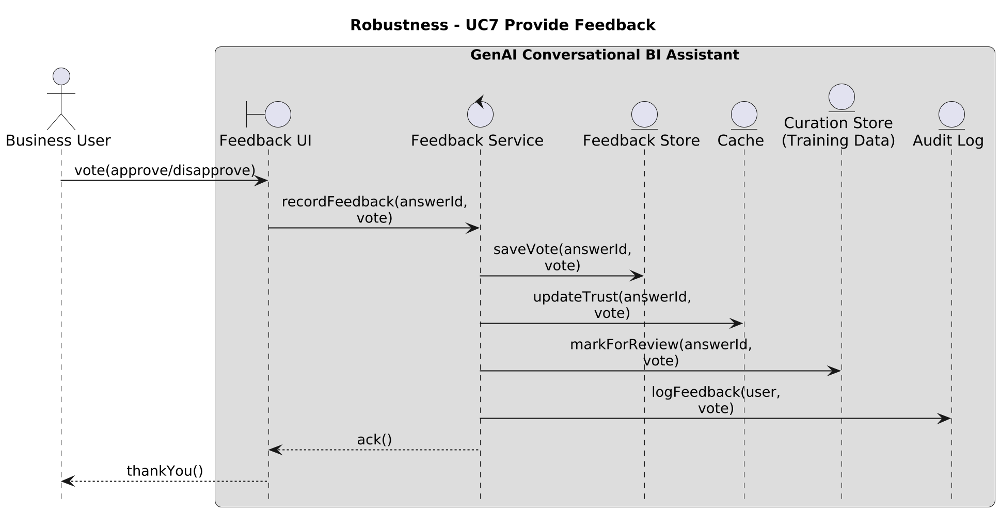 Robustness - UC7 Provide Feedback
GenAI Conversational BI Assistant
Business User
Feedback UI
Feedback Service
Feedback Store
Cache
Curation Store
(Training Data)
Audit Log
vote(approve/disapprove)
recordFeedback(answerId,
vote)
saveVote(answerId,
vote)
updateTrust(answerId,
vote)
markForReview(answerId,
vote)
logFeedback(user,
vote)
ack()
thankYou()